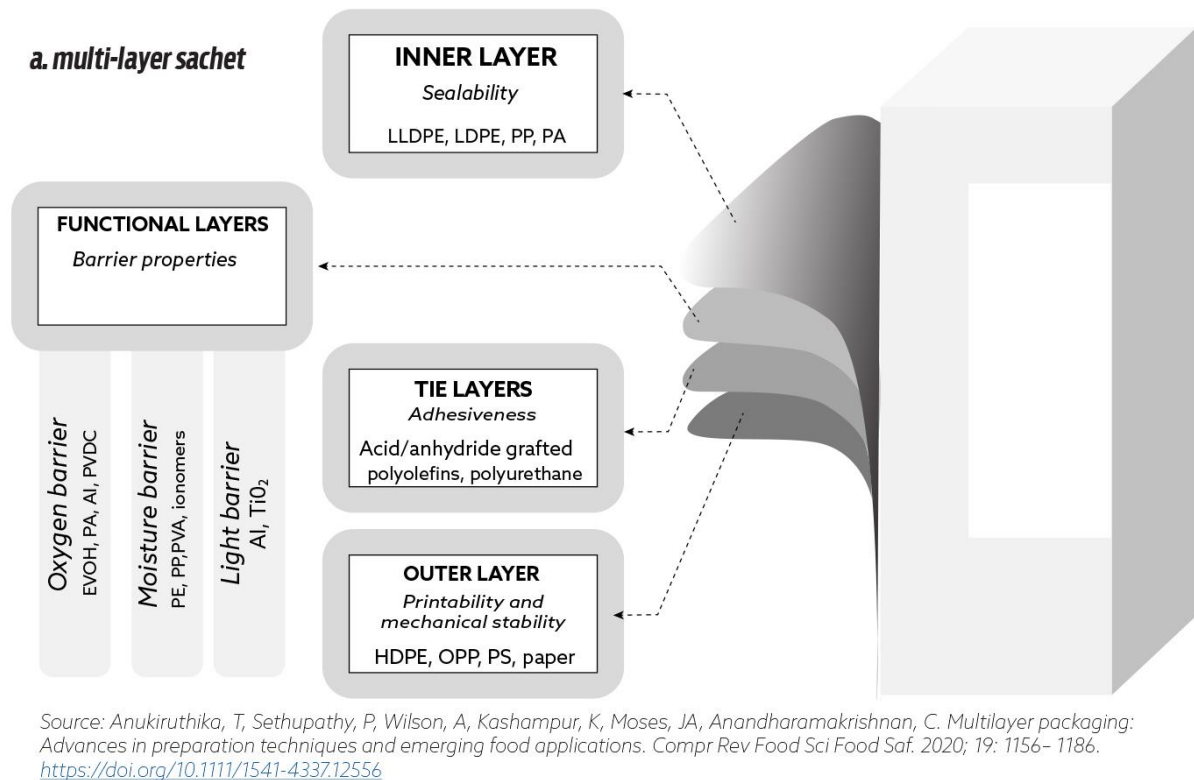 a. multi-layer sachet
INNER LAYER
Sealability
LLDPE, LDPE, PP, PA
FUNCTIONAL LAYERS
Barrier properties
Oxygen barrier
EVOH, PA, Al, PVDC
Moisture barrier
PE, PP,PVA, ionomers
Light barrier
Al, TiO₂
TIE LAYERS
Adhesiveness
Acid/anhydride grafted
polyolefins, polyurethane
OUTER LAYER
Printability and
mechanical stability
HDPE, OPP, PS, paper
Source: Anukiruthika, T, Sethupathy, P, Wilson, A, Kashampur, K, Moses, JA, Anandharamakrishnan, C. Multilayer packaging:
Advances in preparation techniques and emerging food applications. Compr Rev Food Sci Food Saf. 2020; 19: 1156– 1186.
https://doi.org/10.1111/1541-4337.12556